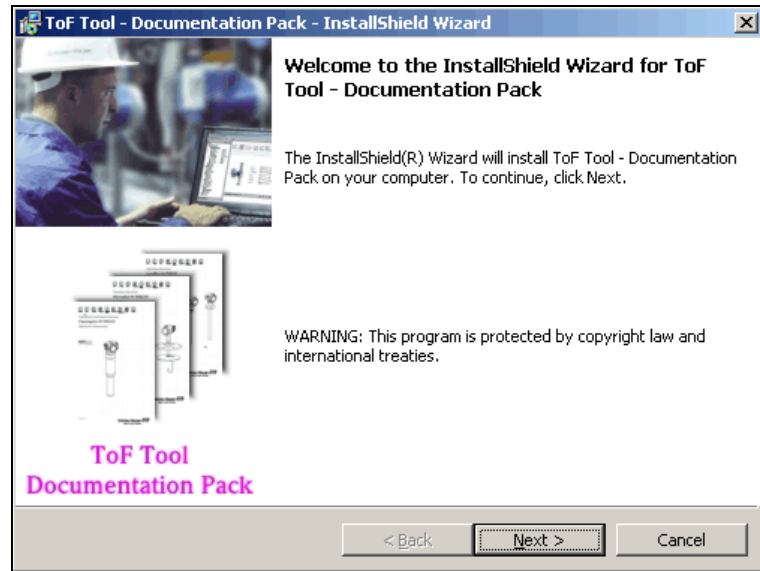 ToF Tool - Documentation Pack - InstallShield Wizard
Welcome to the InstallShield Wizard for ToF
Tool - Documentation Pack
The InstallShield(R) Wizard will install ToF Tool - Documentation
Pack on your computer. To continue, click Next.
WARNING: This program is protected by copyright law and
international treaties.
ToF Tool
Documentation Pack
< Back
Next >
Cancel